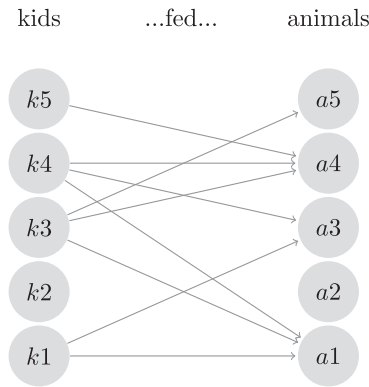 kids ...fed... animals
k5 a5
k4 a4
k3 a3
k2 a2
k1 a1